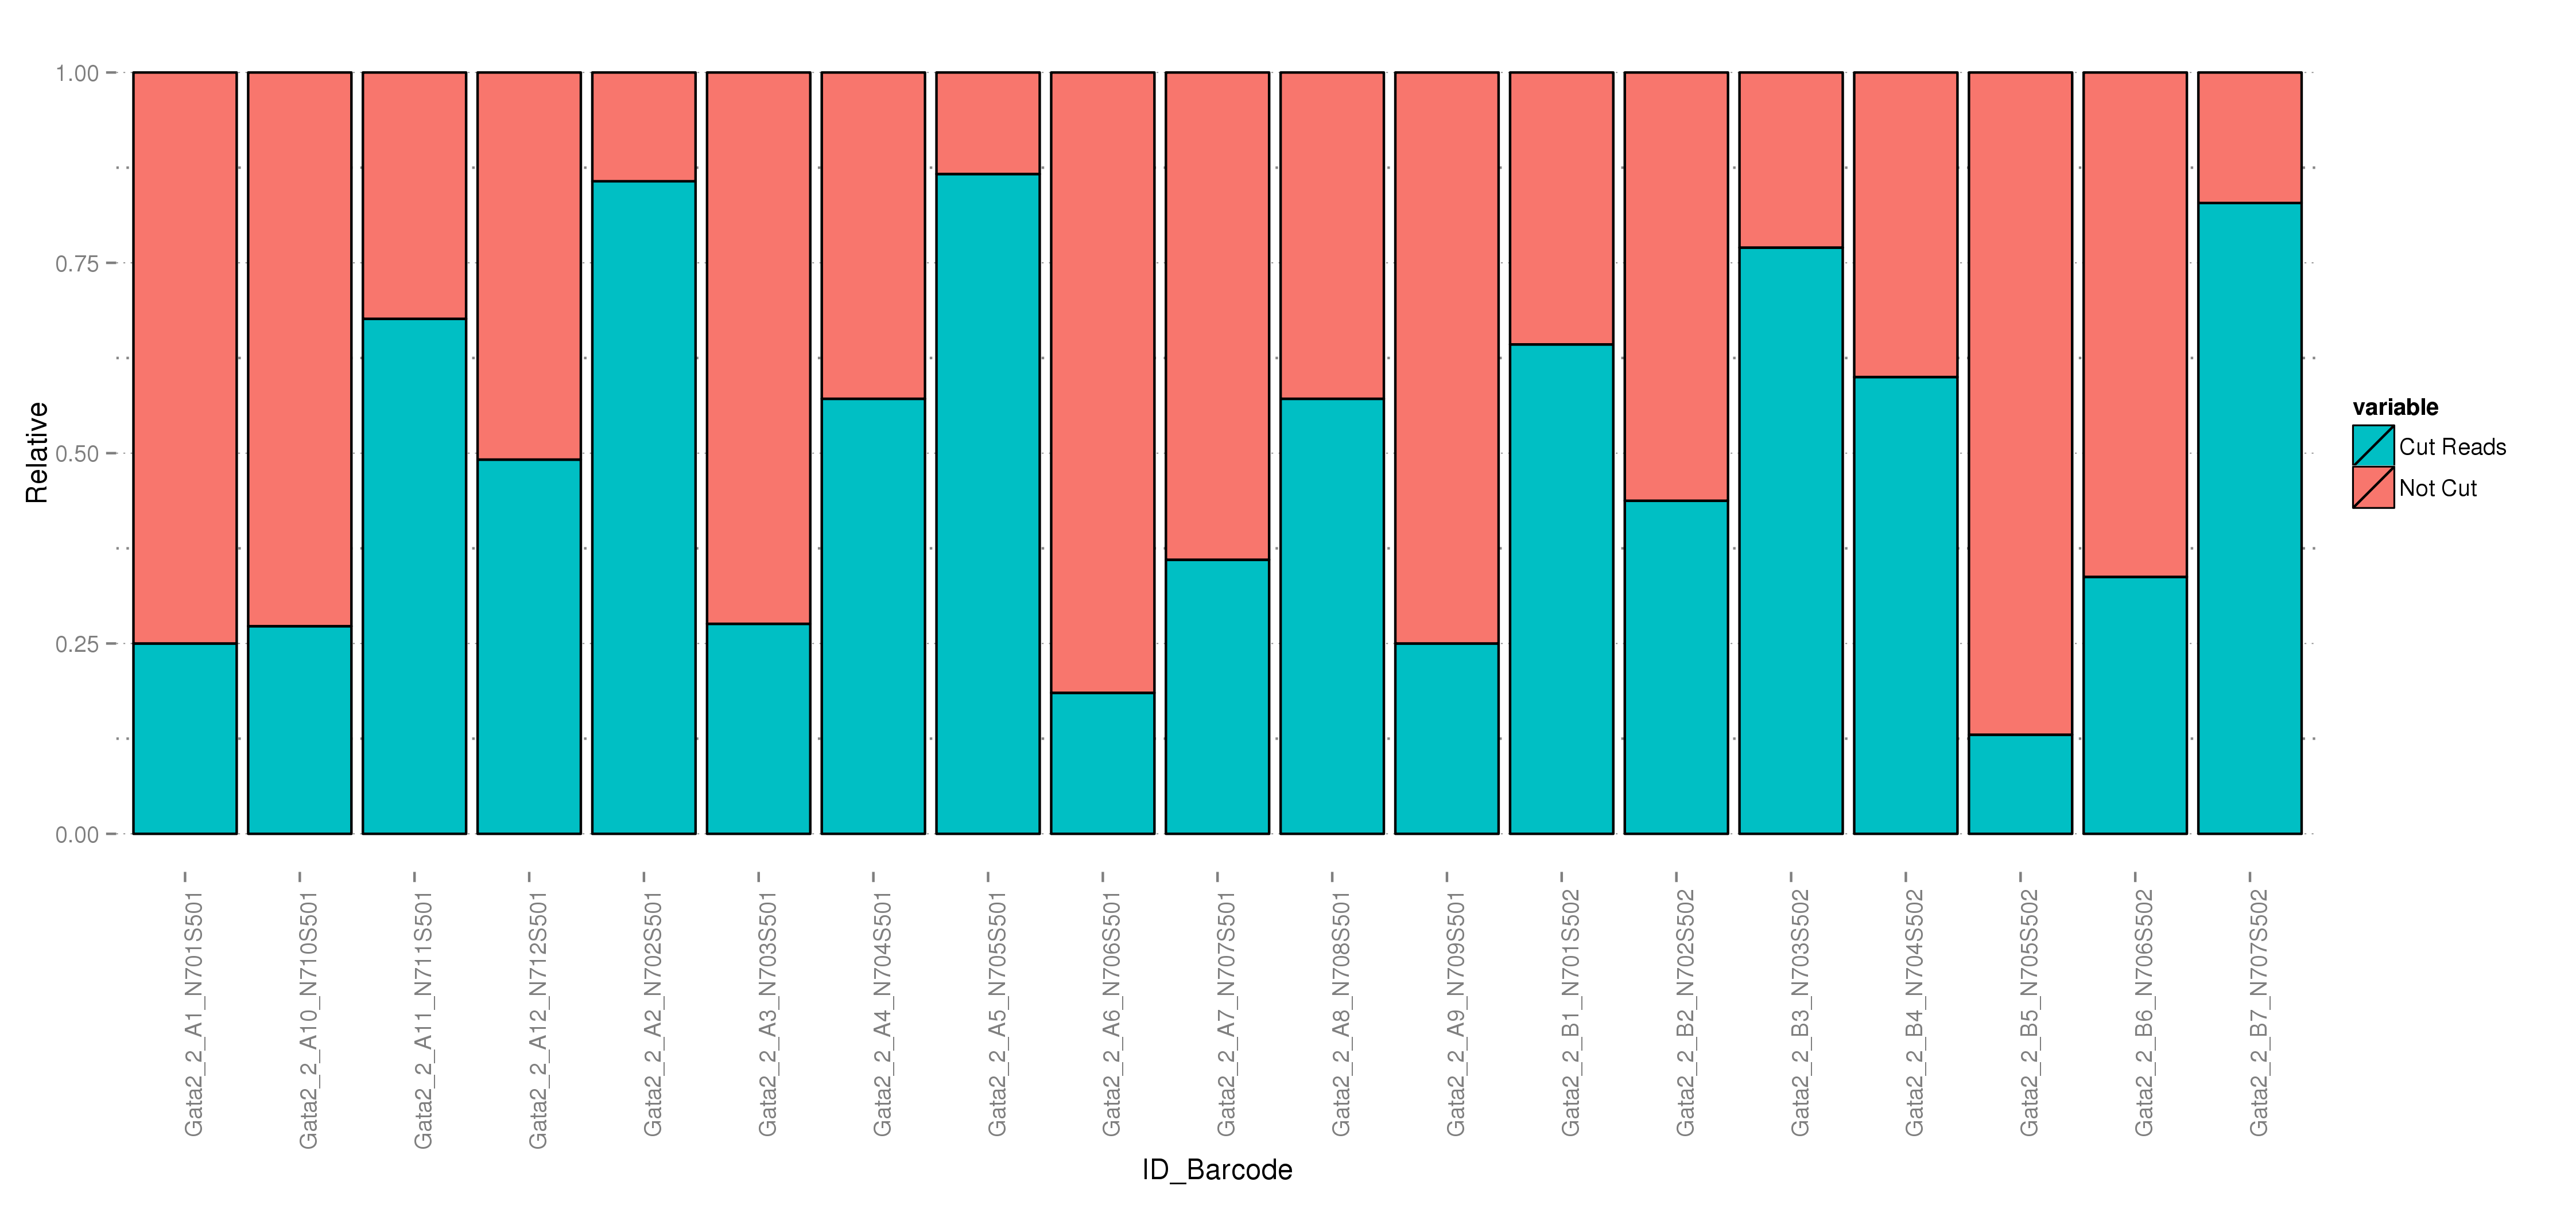 1.00
0.75
0.50
0.25
0.00
Relative
Gata2_2_A1_N701S501
Gata2_2_A10_N710S501
Gata2_2_A11_N711S501
Gata2_2_A12_N712S501
Gata2_2_A2_N702S501
Gata2_2_A3_N703S501
Gata2_2_A4_N704S501
Gata2_2_A5_N705S501
Gata2_2_A6_N706S501
Gata2_2_A7_N707S501
Gata2_2_A8_N708S501
Gata2_2_A9_N709S501
Gata2_2_B1_N701S502
Gata2_2_B2_N702S502
Gata2_2_B3_N703S502
Gata2_2_B4_N704S502
Gata2_2_B5_N705S502
Gata2_2_B6_N706S502
Gata2_2_B7_N707S502
ID_Barcode
variable
Cut Reads
Not Cut